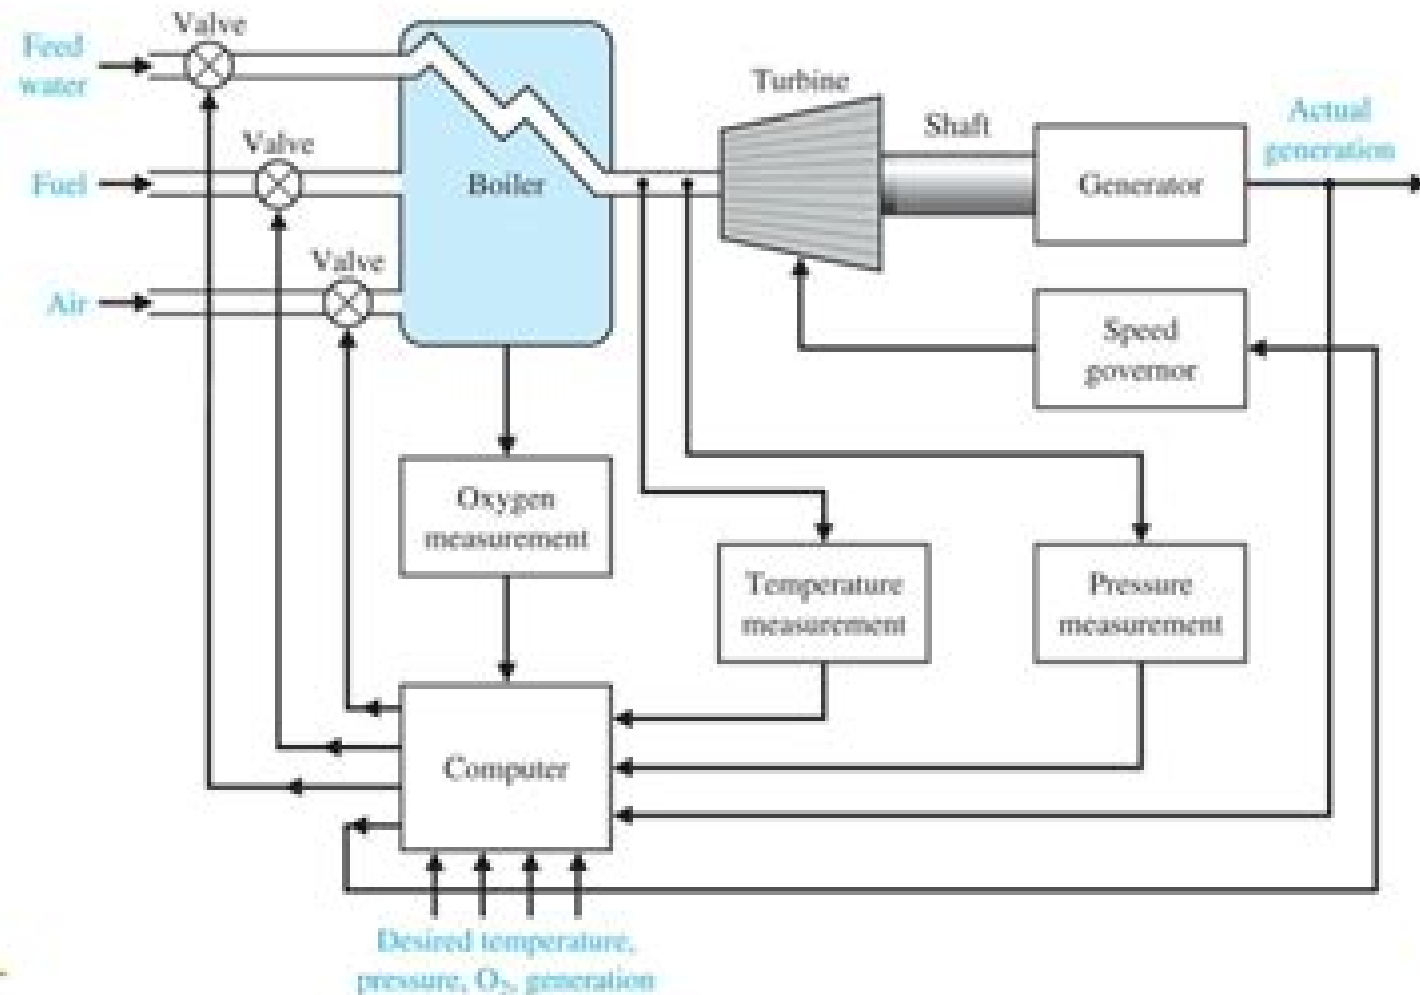 Valve
Feed
water
Valve
Fuel
Valve
Air
Boiler
Turbine
Shaft
Generator
Actual
generation
Speed
governor
Oxygen
measurement
Temperature
measurement
Pressure
measurement
Computer
Desired temperature,
pressure, O₂, generation